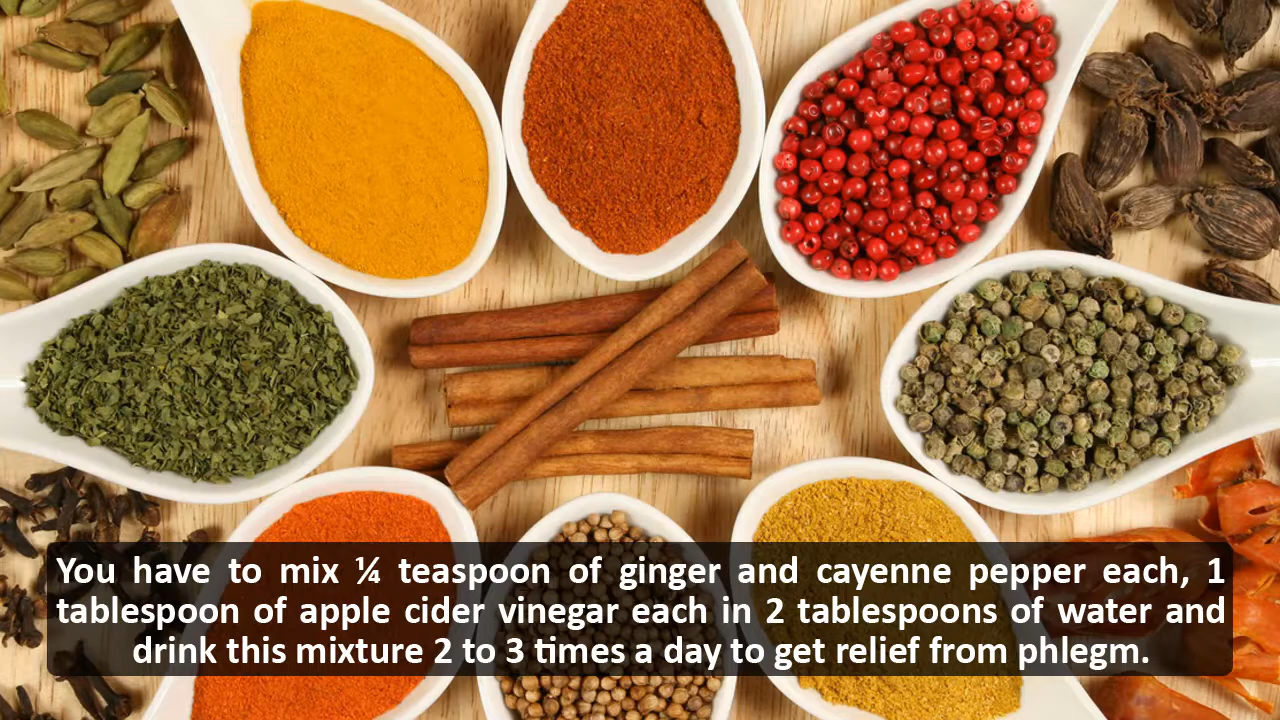 You have to mix ¼ teaspoon of ginger and cayenne pepper each, 1
tablespoon of apple cider vinegar each in 2 tablespoons of water and
drink this mixture 2 to 3 times a day to get relief from phlegm.